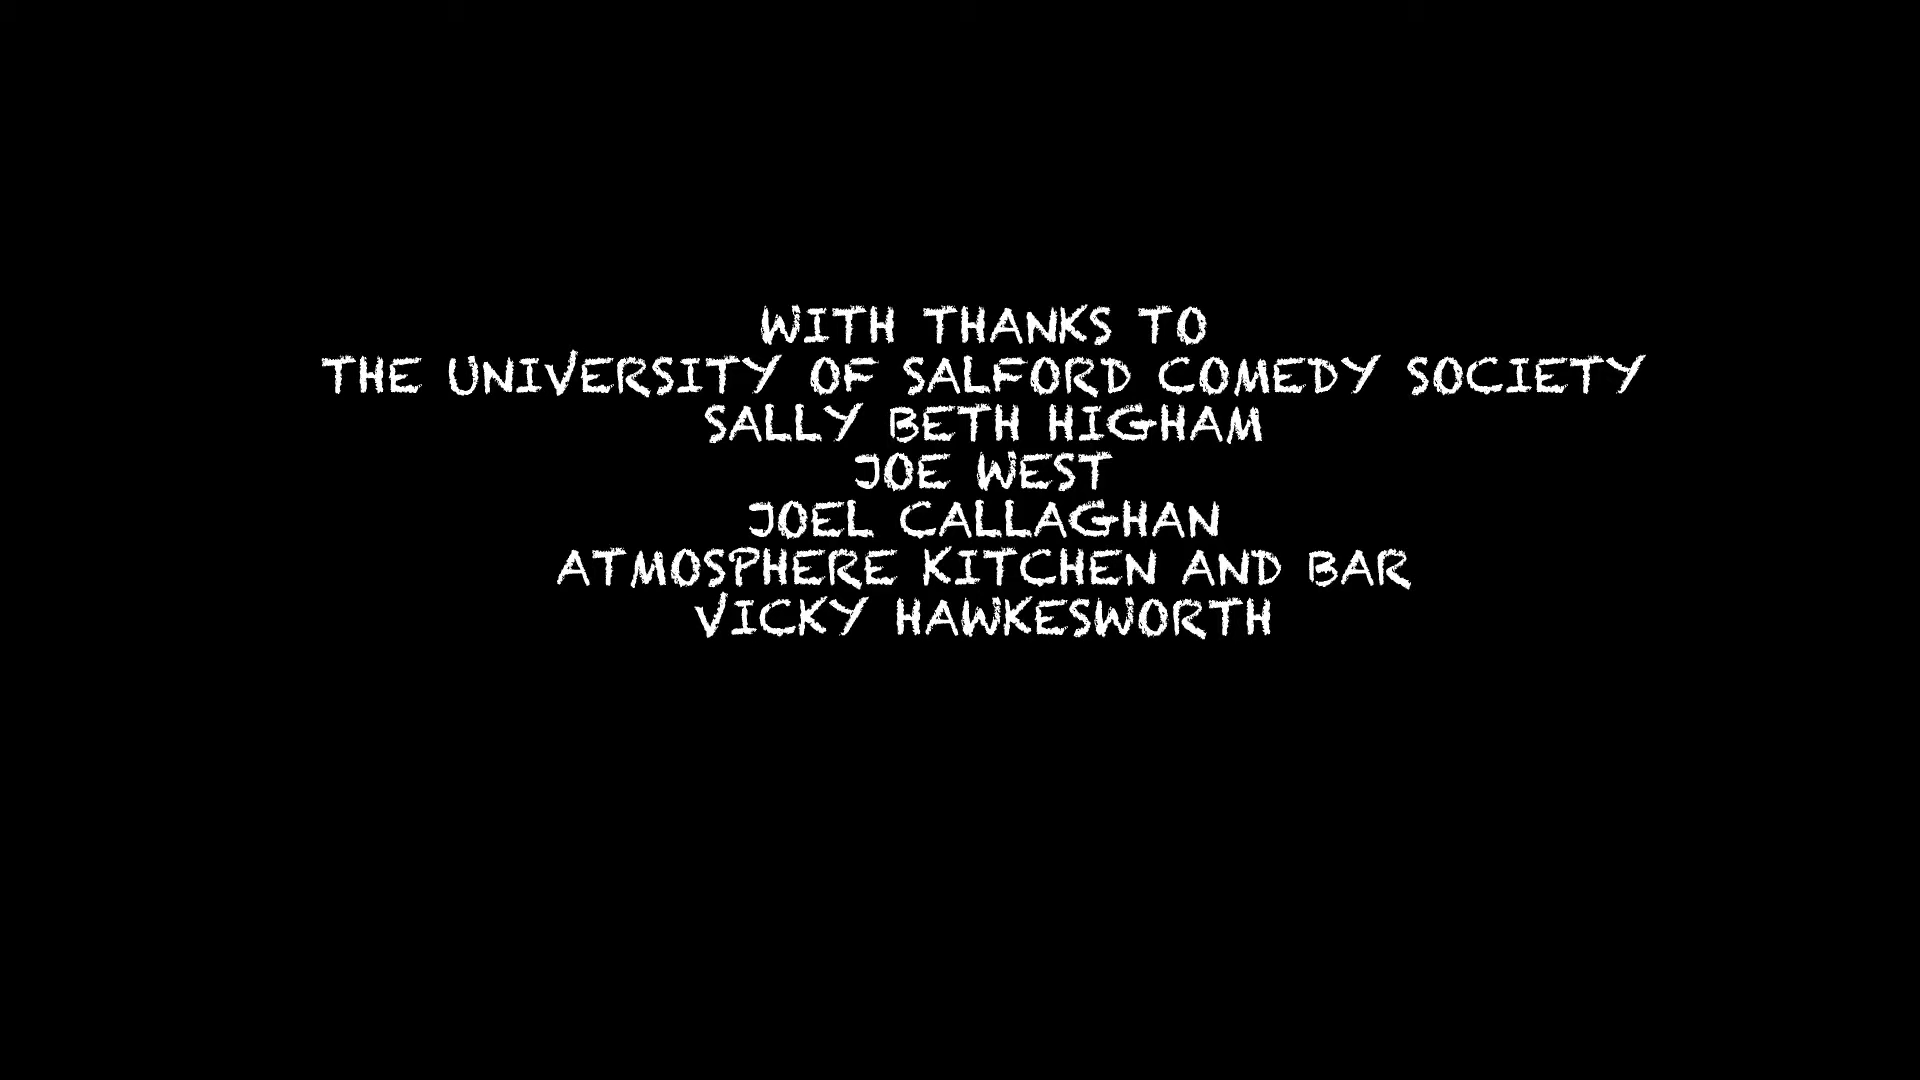 WITH THANKS TO
THE UNIVERSITY OF SALFORD COMEDY SOCIETY
SALLY BETH HIGHAM
JOE WEST
JOEL CALLAGHAN
ATMOSPHERE KITCHEN AND BAR
VICKY HAWKESWORTH